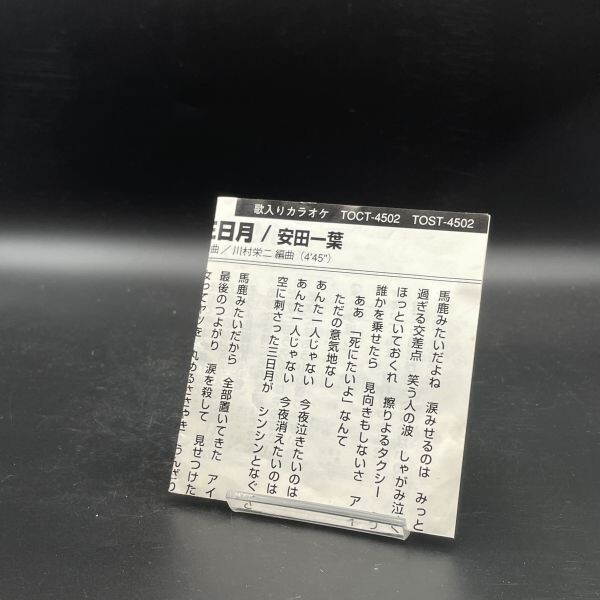 歌入りカラオケ TOCT-4502 TOST-4502
三日月 / 安田一葉
曲／川村栄二 編曲（4'45"）
馬鹿みたいだよね 涙みせるのは みっと
過ぎる交差点 笑う人の波 しゃがみ泣く
ほっといておくれ 擦りよるタクシー
誰かを乗せたら 見向きもしないさ ア
ああ 「死にたいよ」なんて
ただの意気地なし
あんた一人じゃない 今夜泣きたいのは
あんた一人じゃない 今夜消えたいのは
空に刺さった三日月が シンシンとなぐ
馬鹿みたいだから 全部置いてきた アイ
最後のつながり 涙を殺して 見せつけた